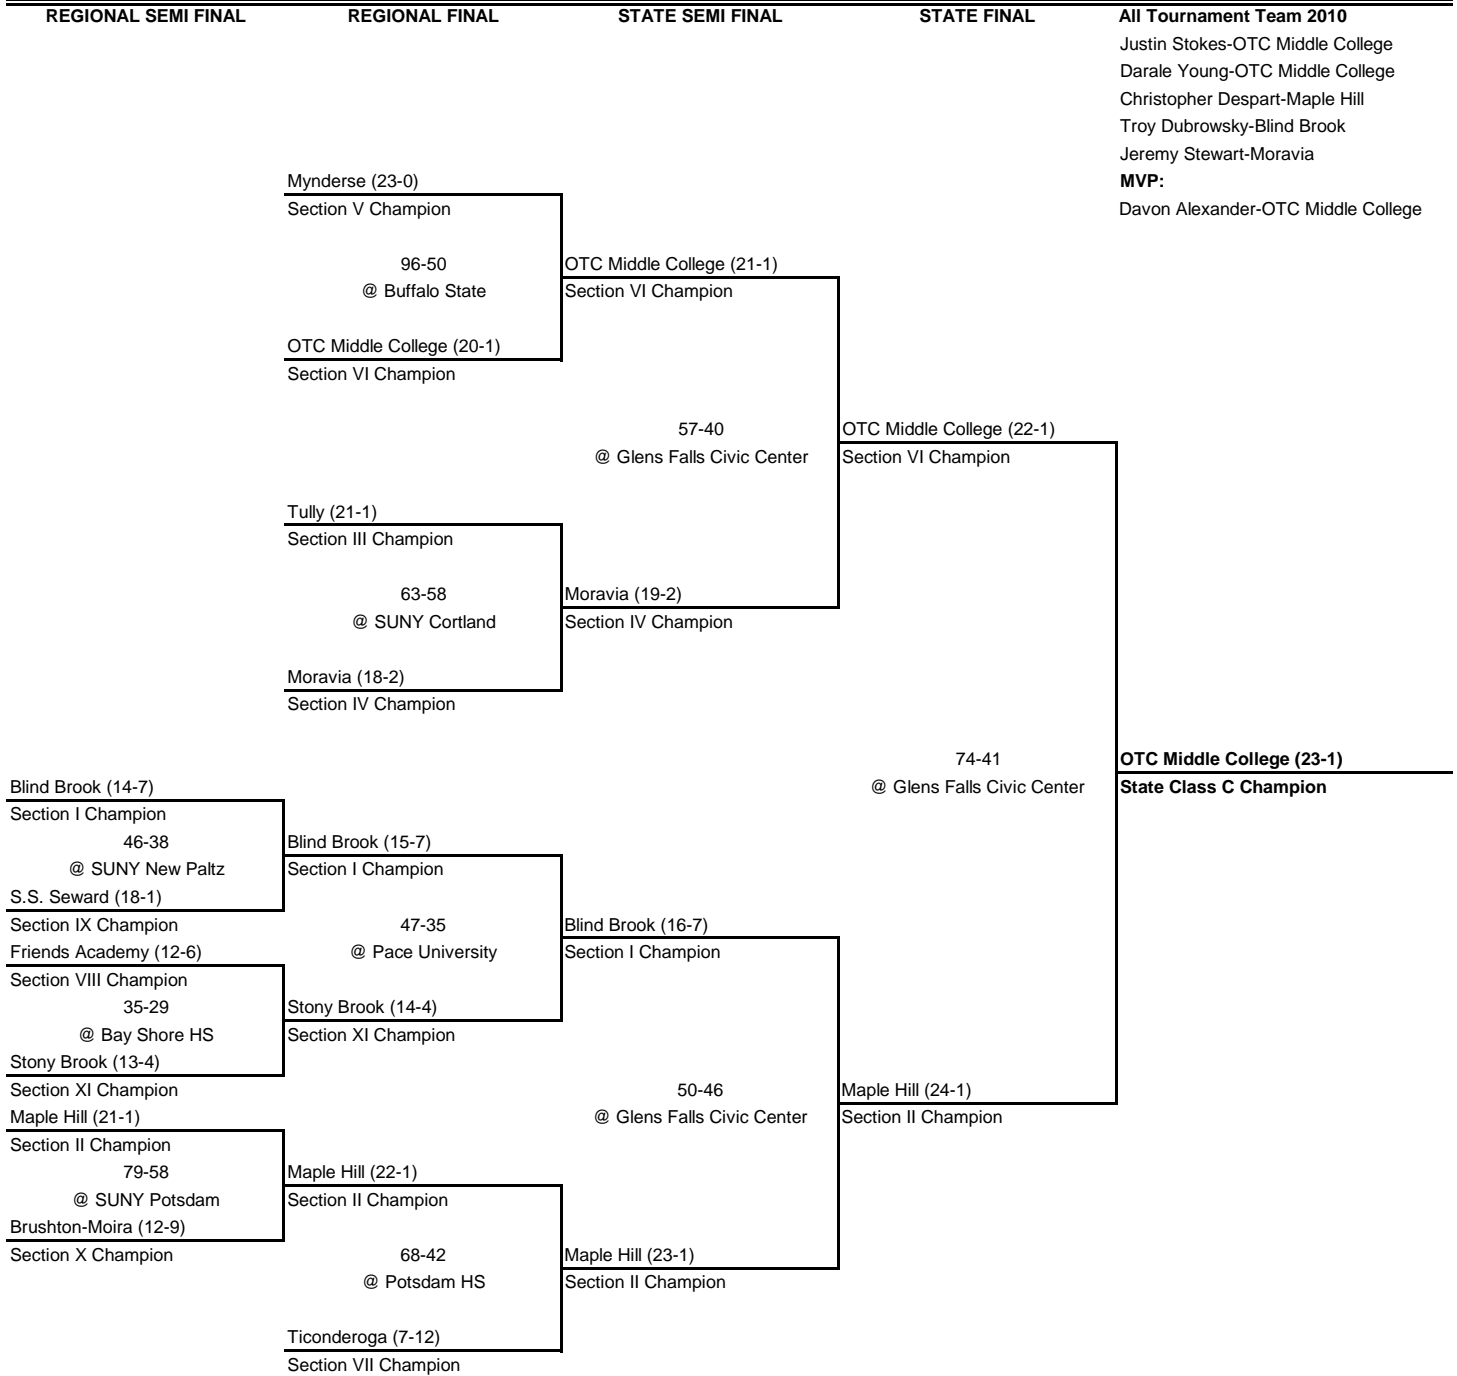 REGIONAL SEMI FINAL
REGIONAL FINAL
STATE SEMI FINAL
STATE FINAL
All Tournament Team 2010
Justin Stokes-OTC Middle College
Darale Young-OTC Middle College
Christopher Despart-Maple Hill
Troy Dubrowsky-Blind Brook
Jeremy Stewart-Moravia
MVP:
Davon Alexander-OTC Middle College
Mynderse (23-0)
Section V Champion
96-50
@ Buffalo State
OTC Middle College (20-1)
Section VI Champion
OTC Middle College (21-1)
Section VI Champion
57-40
@ Glens Falls Civic Center
OTC Middle College (22-1)
Section VI Champion
Tully (21-1)
Section III Champion
63-58
@ SUNY Cortland
Moravia (18-2)
Section IV Champion
Moravia (19-2)
Section IV Champion
74-41
@ Glens Falls Civic Center
OTC Middle College (23-1)
State Class C Champion
Blind Brook (14-7)
Section I Champion
46-38
@ SUNY New Paltz
S.S. Seward (18-1)
Section IX Champion
Blind Brook (15-7)
Section I Champion
47-35
@ Pace University
Blind Brook (16-7)
Section I Champion
Friends Academy (12-6)
Section VIII Champion
35-29
@ Bay Shore HS
Stony Brook (13-4)
Section XI Champion
Stony Brook (14-4)
Section XI Champion
50-46
@ Glens Falls Civic Center
Maple Hill (24-1)
Section II Champion
Maple Hill (21-1)
Section II Champion
79-58
@ SUNY Potsdam
Brushton-Moira (12-9)
Section X Champion
Maple Hill (22-1)
Section II Champion
68-42
@ Potsdam HS
Maple Hill (23-1)
Section II Champion
Ticonderoga (7-12)
Section VII Champion